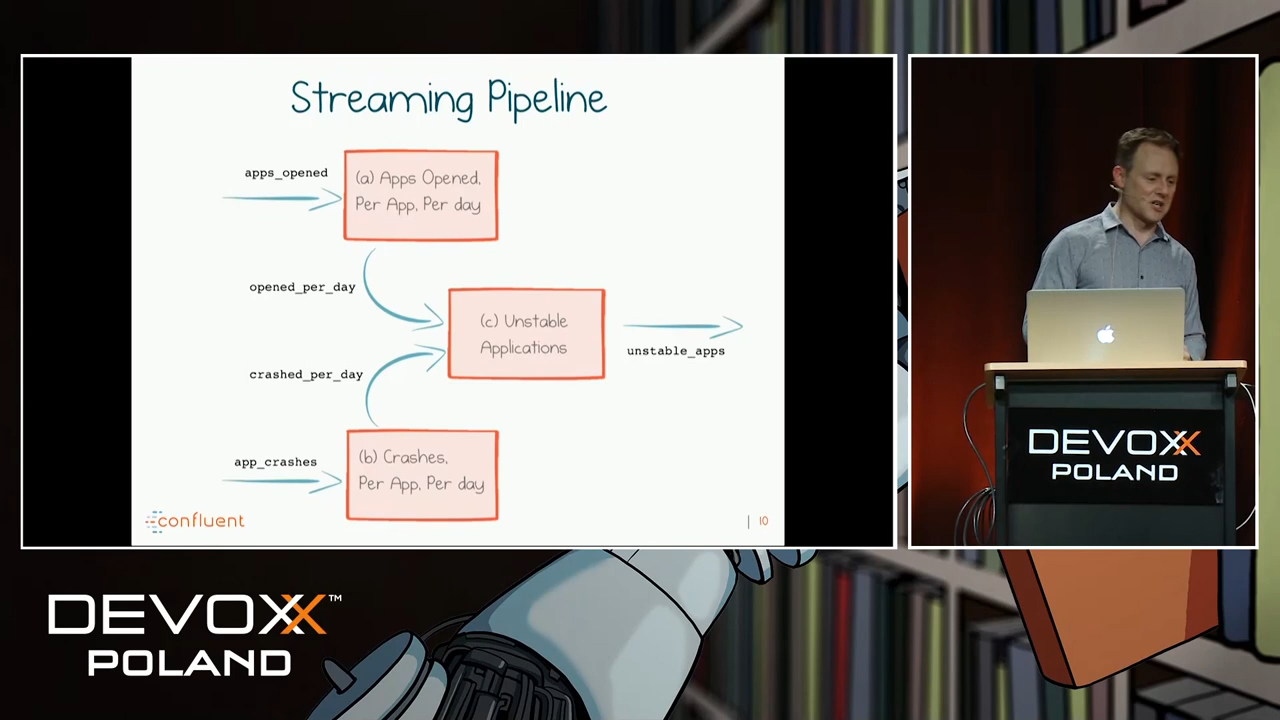 Streaming Pipeline
apps_opened
(a) Apps Opened,
Per App, Per day
opened_per_day
(c) Unstable
Applications
unstable_apps
crashed_per_day
app_crashes
(b) Crashes,
Per App, Per day
confluent
| 10
DEVOXX
POLAND
DEVOXX™
POLAND